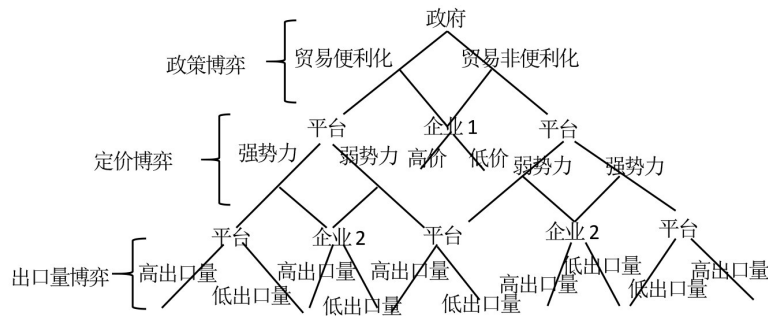 政府
政策博弈
贸易便利化
贸易非便利化
平台
企业1
平台
定价博弈
强势力
弱势力
高价
低价
弱势力
强势力
平台
企业2
平台
企业2
平台
出口量博弈
高出口量
低出口量
高出口量
低出口量
高出口量
低出口量
高出口量
低出口量
低出口量
高出口量